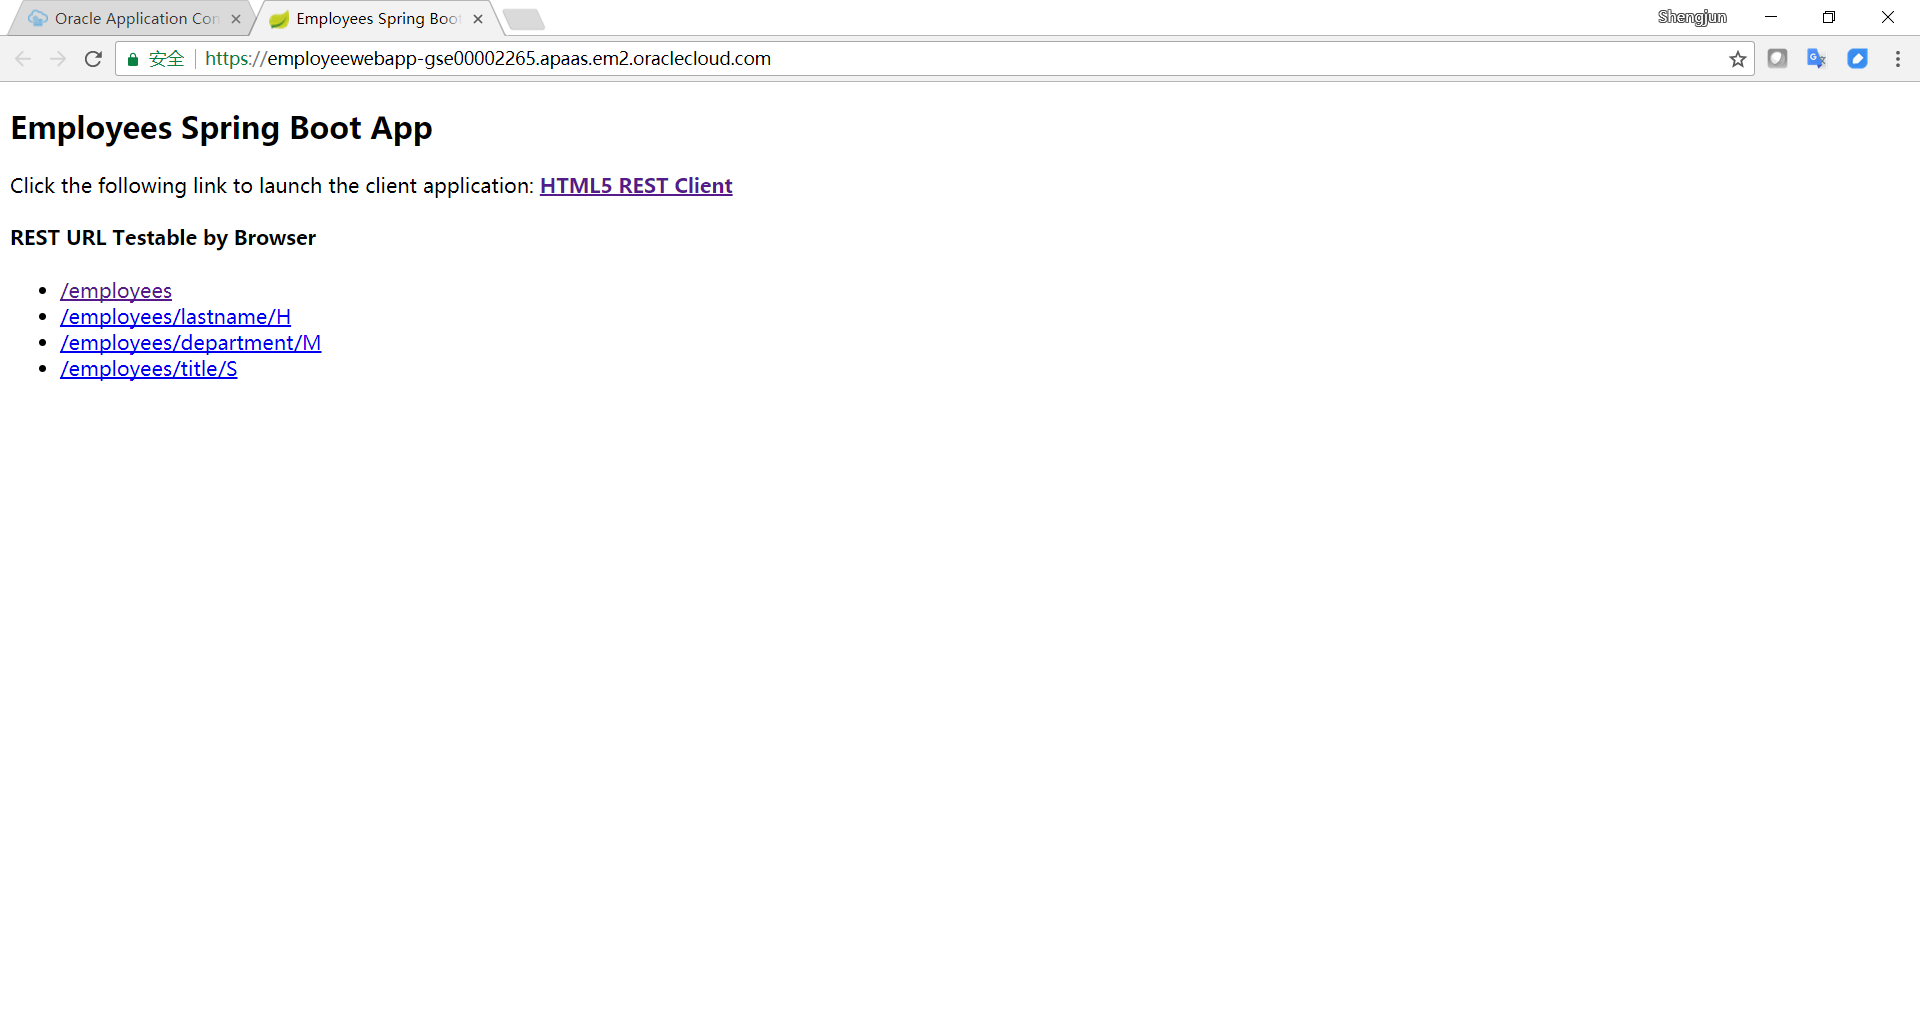 Oracle Application Con
Employees Spring Boot
Shengjun
安全
https://employeewebapp-gse00002265.apaas.em2.oraclecloud.com
Employees Spring Boot App
Click the following link to launch the client application: HTML5 REST Client
REST URL Testable by Browser
/employees
/employees/lastname/H
/employees/department/M
/employees/title/S